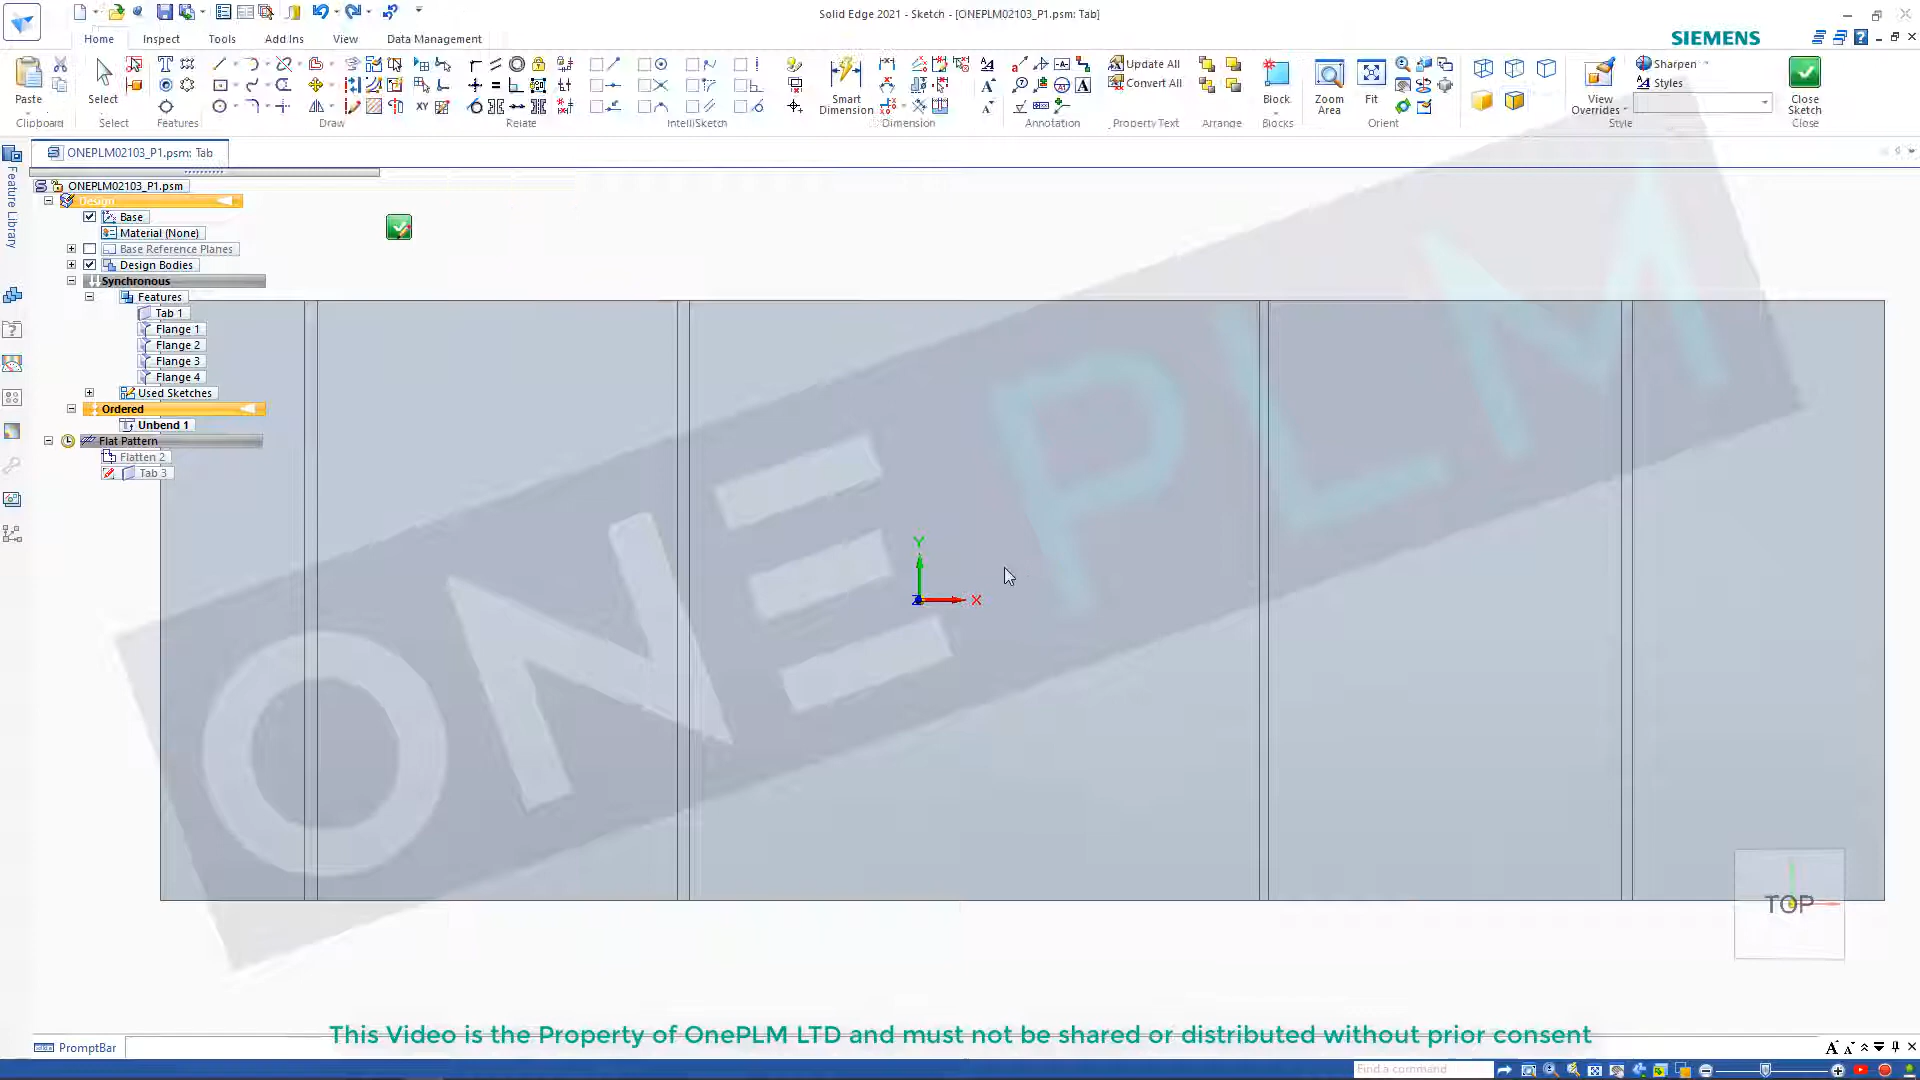 Solid Edge 2021 - Sketch - [ONEPLM02103_P1.psm: Tab]
Home
Inspect
Tools
Add Ins
View
Data Management
SIEMENS
Paste
Clipboard
Select
Select
Features
Draw
Relate
IntelliSketch
Smart
Dimension
Dimension
Annotation
Update All
Convert All
Property Text
Arrange
Block
Blocks
Zoom
Area
Fit
Orient
View
Overrides
Sharpen
Styles
Style
Close
Sketch
Close
ONEPLM02103_P1.psm: Tab
Feature Library
ONEPLM02103_P1.psm
Design
Base
Material (None)
Base Reference Planes
Design Bodies
Synchronous
Features
Tab 1
Flange 1
Flange 2
Flange 3
Flange 4
Used Sketches
Ordered
Unbend 1
Flat Pattern
Flatten 2
Tab 3
ONEPLM
Y
Z
X
TOP
This Video is the Property of OnePLM LTD and must not be shared or distributed without prior consent
PromptBar
Find a command